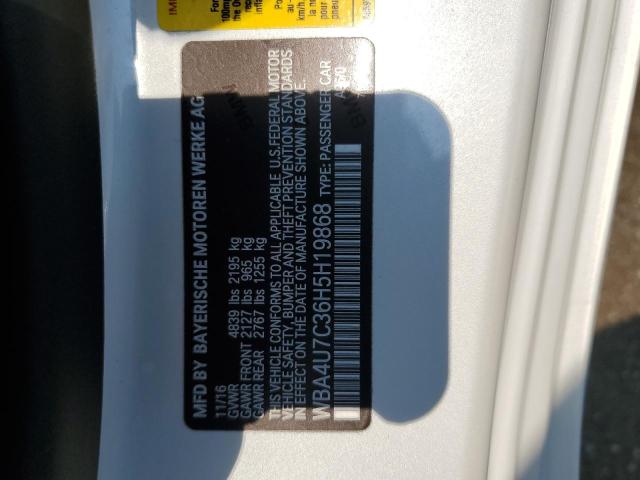 MFD BY BAYERISCHE MOTOREN WERKE AG
11/16
GVWR 4839 lbs 2195 kg
GAWR FRONT 2127 lbs 965 kg
GAWR REAR 2767 lbs 1255 kg
THIS VEHICLE CONFORMS TO ALL APPLICABLE U.S.FEDERAL MOTOR
VEHICLE SAFETY, BUMPER AND THEFT PREVENTION STANDARDS
IN EFFECT ON THE DATE OF MANUFACTURE SHOWN ABOVE.
WBA4U7C36H5H19868 TYPE: PASSENGER CAR